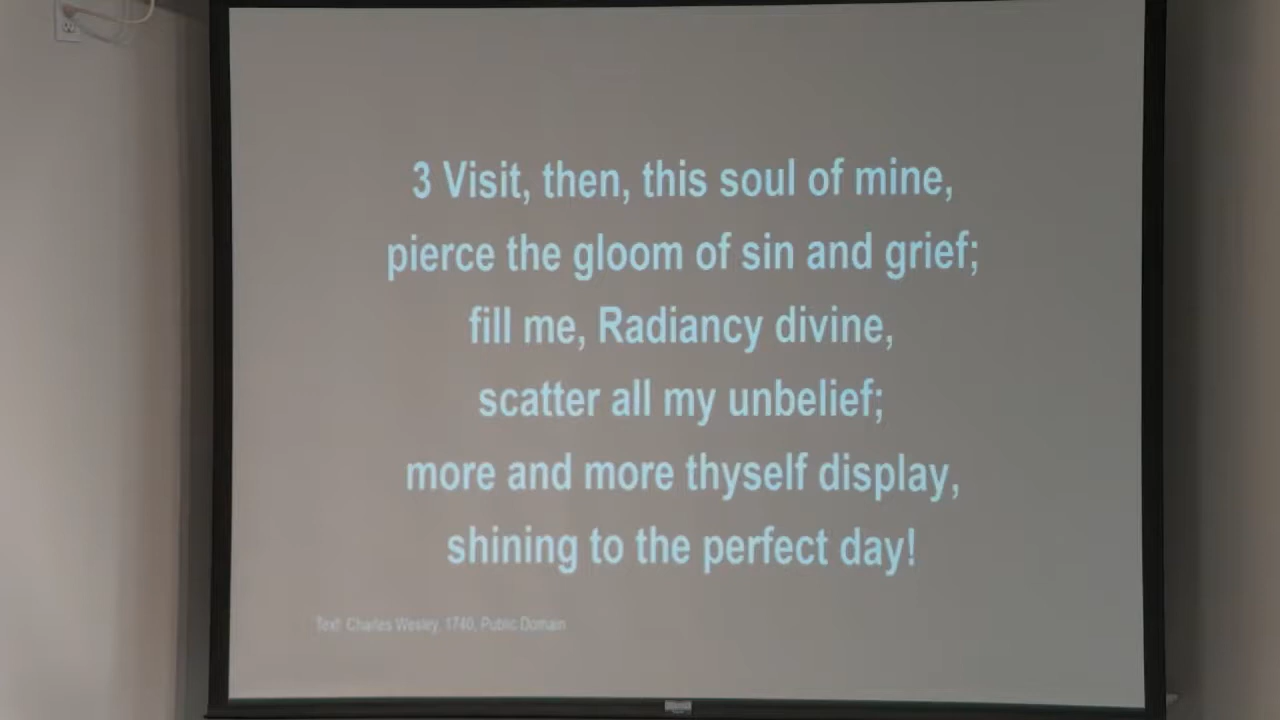 3 Visit, then, this soul of mine,
pierce the gloom of sin and grief;
fill me, Radiancy divine,
scatter all my unbelief;
more and more thyself display,
shining to the perfect day!
Text: Charles Wesley, 1740, Public Domain